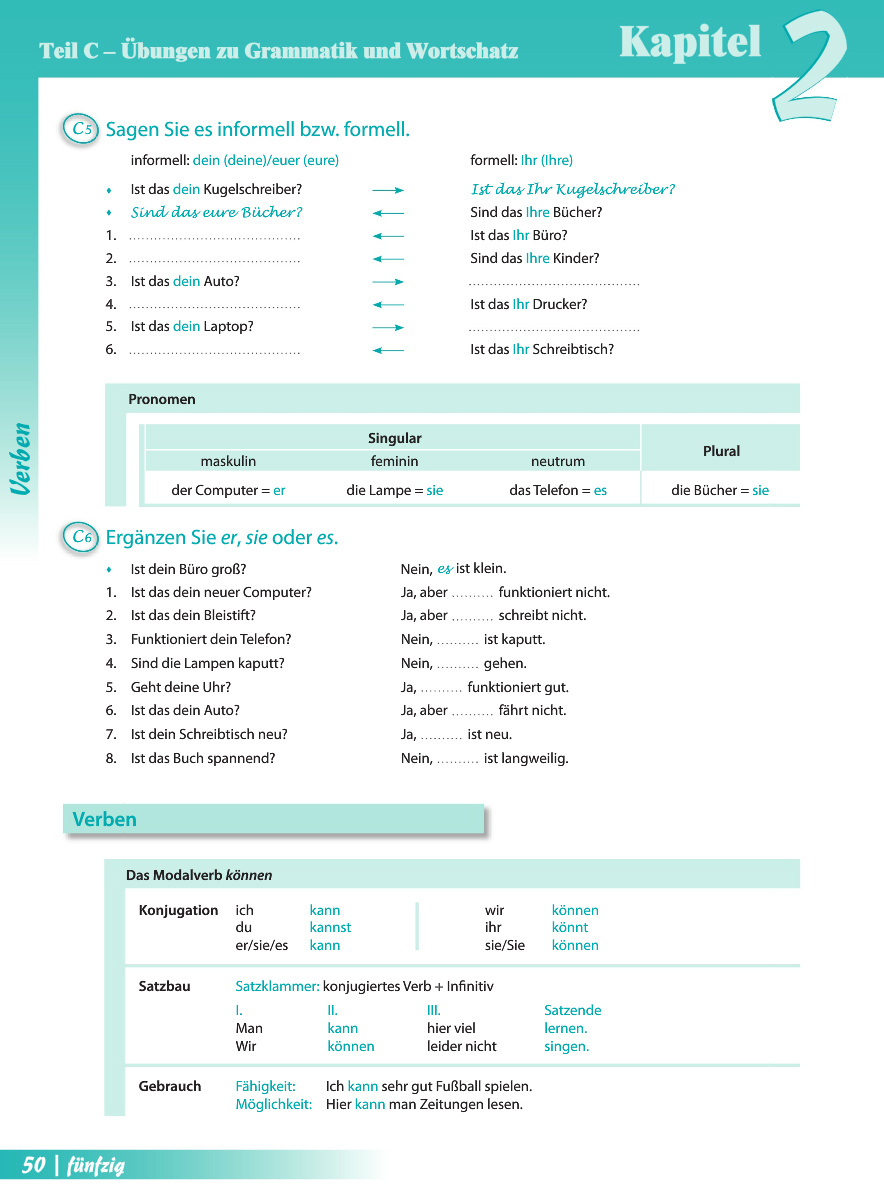 Teil C – Übungen zu Grammatik und Wortschatz Kapitel 2
C5 Sagen Sie es informell bzw. formell.
informell: dein (deine)/euer (eure) formell: Ihr (Ihre)
♦ Ist das dein Kugelschreiber? → Ist das Ihr Kugelschreiber?
♦ Sind das eure Bücher? ← Sind das Ihre Bücher?
1. ........................................ ← Ist das Ihr Büro?
2. ........................................ ← Sind das Ihre Kinder?
3. Ist das dein Auto? → ........................................
4. ........................................ ← Ist das Ihr Drucker?
5. Ist das dein Laptop? → ........................................
6. ........................................ ← Ist das Ihr Schreibtisch?
Pronomen
Singular Plural
maskulin feminin neutrum
der Computer = er die Lampe = sie das Telefon = es die Bücher = sie
Verben
C6 Ergänzen Sie er, sie oder es.
♦ Ist dein Büro groß? Nein, es ist klein.
1. Ist das dein neuer Computer? Ja, aber .......... funktioniert nicht.
2. Ist das dein Bleistift? Ja, aber .......... schreibt nicht.
3. Funktioniert dein Telefon? Nein, .......... ist kaputt.
4. Sind die Lampen kaputt? Nein, .......... gehen.
5. Geht deine Uhr? Ja, .......... funktioniert gut.
6. Ist das dein Auto? Ja, aber .......... fährt nicht.
7. Ist dein Schreibtisch neu? Ja, .......... ist neu.
8. Ist das Buch spannend? Nein, .......... ist langweilig.
Verben
Das Modalverb können
Konjugation ich kann wir können
du kannst ihr könnt
er/sie/es kann sie/Sie können
Satzbau Satzklammer: konjugiertes Verb + Infinitiv
I. II. III. Satzende
Man kann hier viel lernen.
Wir können leider nicht singen.
Gebrauch Fähigkeit: Ich kann sehr gut Fußball spielen.
Möglichkeit: Hier kann man Zeitungen lesen.
50 | fünfzig